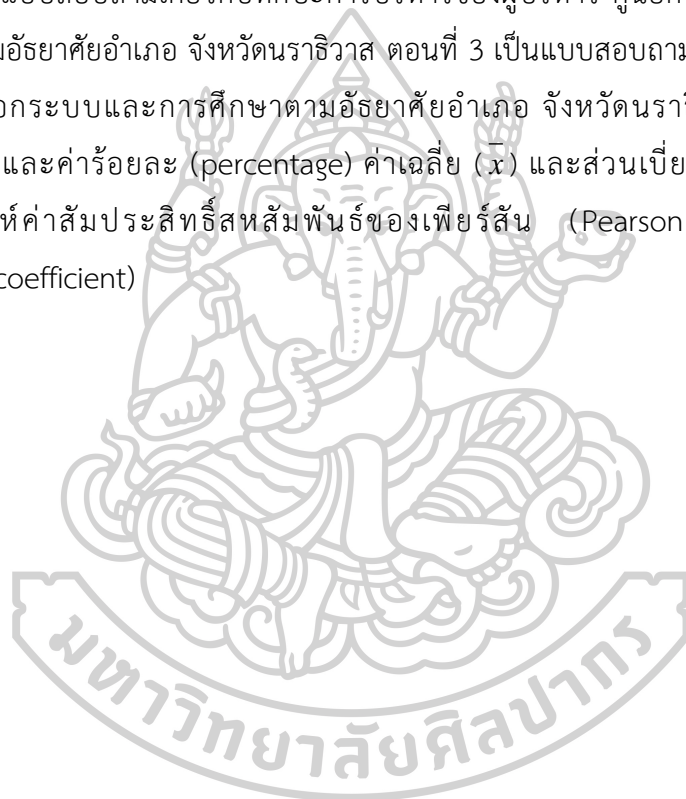 แบบสอบถามเกี่ยวกับทักษะการบริหารของผู้บริหาร
มอัธยาศัยอำเภอ จังหวัดนราธิวาส ตอนที่ 3 เป็นแบบสอบถาม
อกระบบและการศึกษาตามอัธยาศัยอำเภอ จังหวัดนราธิ
และค่าร้อยละ (percentage) ค่าเฉลี่ย (x̄) และส่วนเบี่ย
ห์ค่าสัมประสิทธิ์สหสัมพันธ์ของเพียร์สัน (Pearson
coefficient)
มหาวิทยาลัยศิลปากร